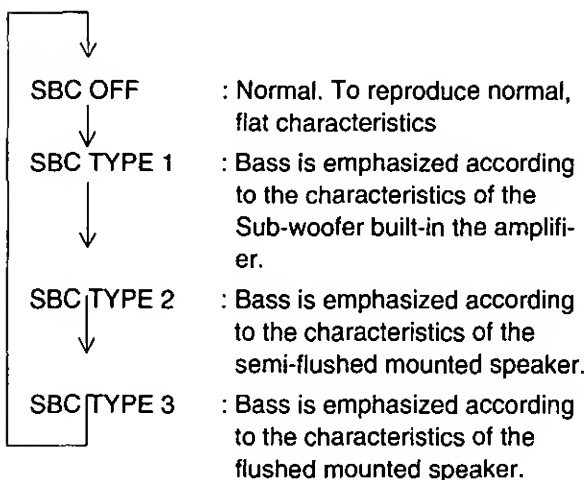 SBC OFF : Normal. To reproduce normal,
flat characteristics
SBC TYPE 1 : Bass is emphasized according
to the characteristics of the
Sub-woofer built-in the amplifi-
er.
SBC TYPE 2 : Bass is emphasized according
to the characteristics of the
semi-flushed mounted speaker.
SBC TYPE 3 : Bass is emphasized according
to the characteristics of the
flushed mounted speaker.